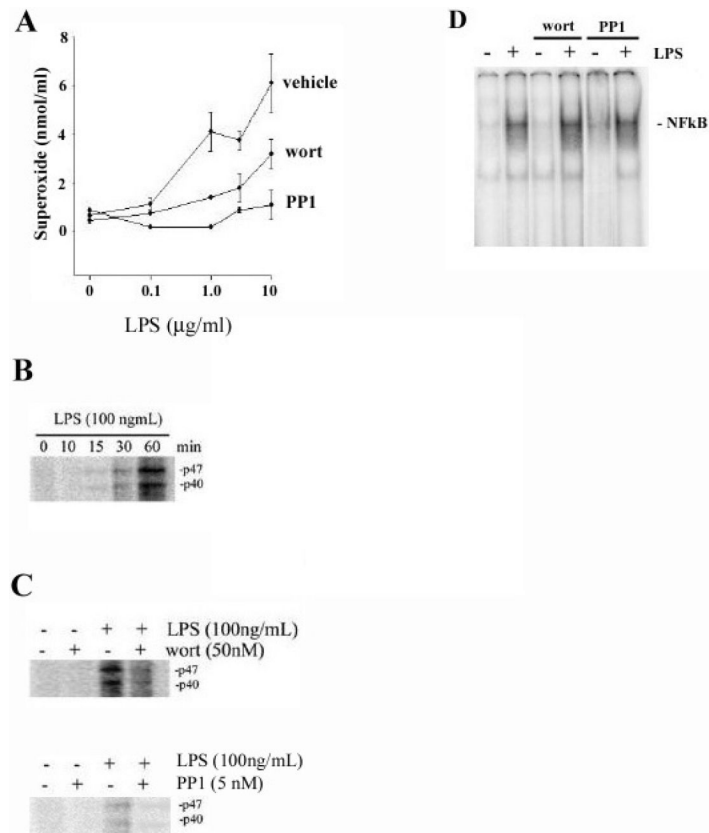 A
Superoxide (nmol/ml)
8
6
4
2
0
vehicle
wort
PP1
0 0.1 1.0 10
LPS (μg/ml)
D
wort PP1
- + - + - + LPS
- NFkB
B
LPS (100 ngmL)
0 10 15 30 60 min
-p47
-p40
C
- - + + LPS (100ng/mL)
- + - + wort (50nM)
-p47
-p40
- - + + LPS (100ng/mL)
- + - + PP1 (5 nM)
-p47
-p40